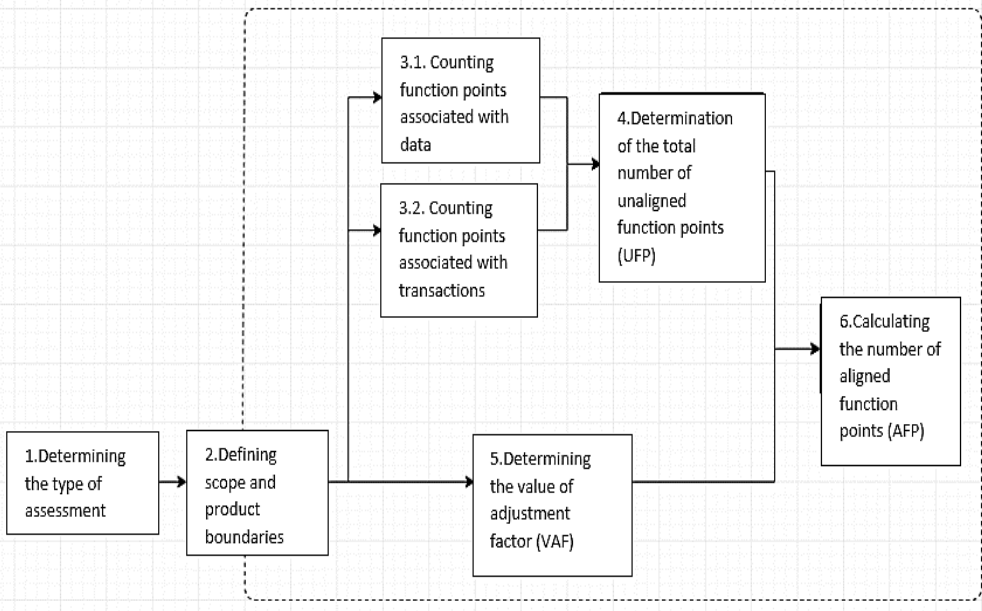 3.1. Counting
function points
associated with
data
3.2. Counting
function points
associated with
transactions
4.Determination
of the total
number of
unaligned
function points
(UFP)
6.Calculating
the number of
aligned
function
points (AFP)
1.Determining
the type of
assessment
2.Defining
scope and
product
boundaries
5.Determining
the value of
adjustment
factor (VAF)